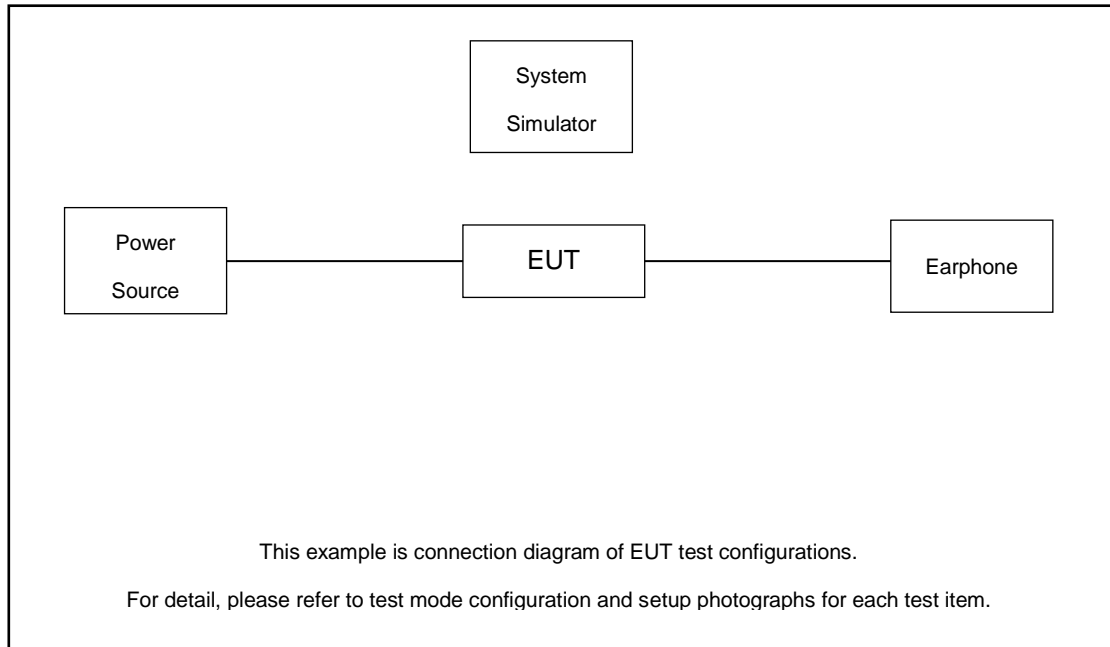 System
Simulator
Power
Source
EUT
Earphone
This example is connection diagram of EUT test configurations.
For detail, please refer to test mode configuration and setup photographs for each test item.